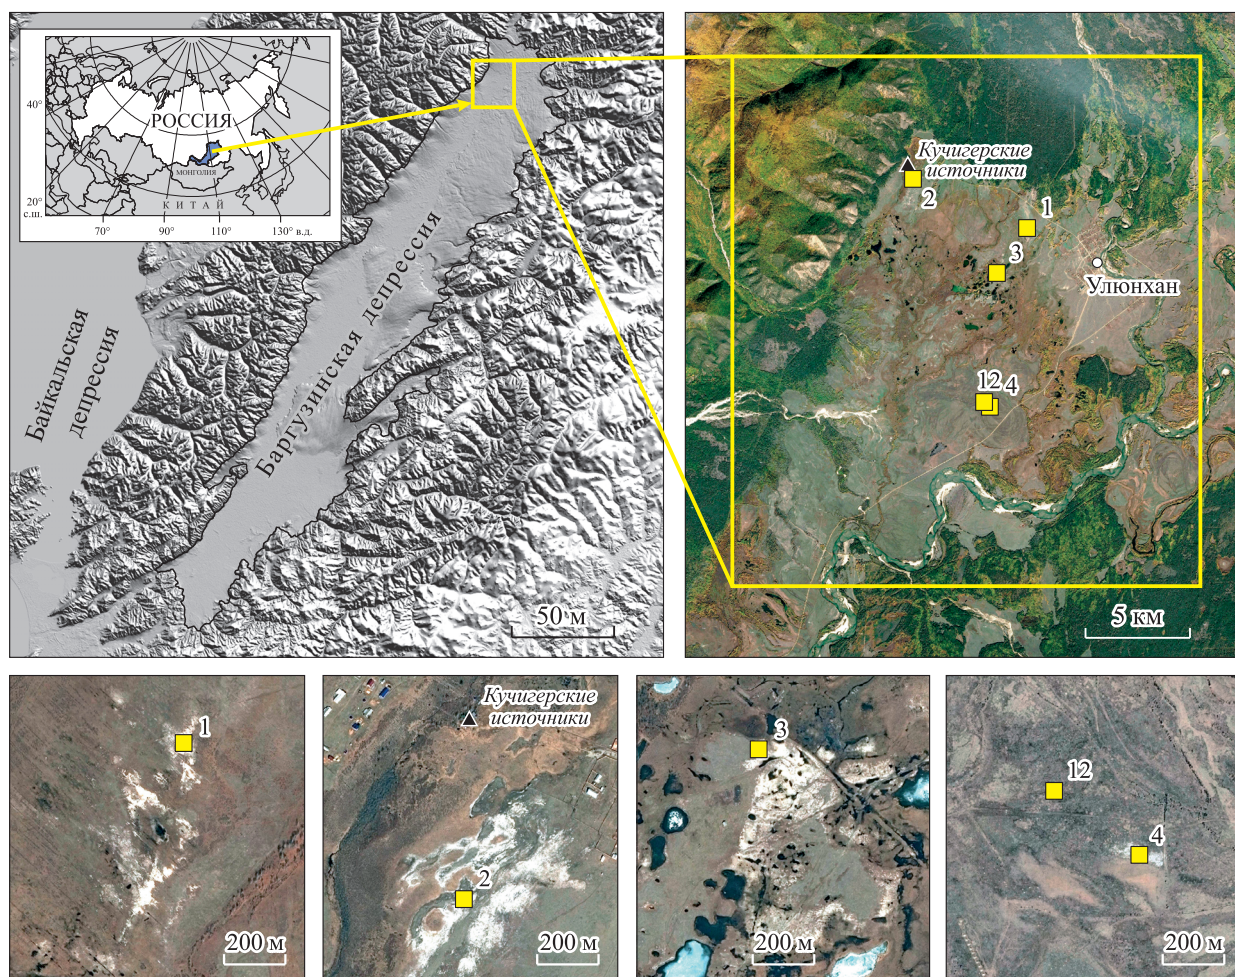 40°
РОССИЯ
МОНГОЛИЯ
20°
с.ш.
КИТАЙ
70°
90°
110°
130° в.д.
Байкальская
депрессия
Баргузинская депрессия
50 м
Кучигерские
источники
2
1
3
Улюнхан
12
4
5 км
1
200 м
Кучигерские
источники
2
200 м
3
200 м
12
4
200 м